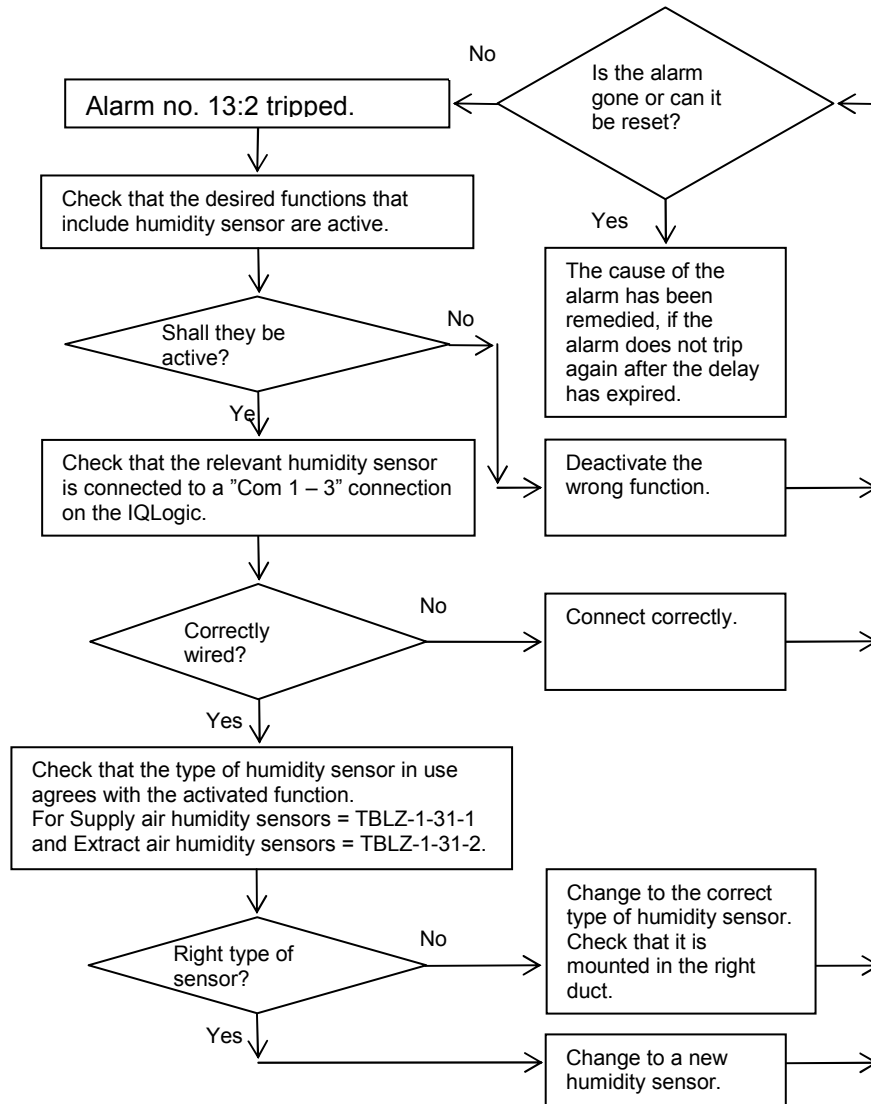 No
Is the alarm
gone or can it
be reset?
Alarm no. 13:2 tripped.
Check that the desired functions that
include humidity sensor are active.
Yes
The cause of the
alarm has been
remedied, if the
alarm does not trip
again after the delay
has expired.
Shall they be
active?
No
Ye
Check that the relevant humidity sensor
is connected to a ”Com 1 – 3” connection
on the IQLogic.
Deactivate the
wrong function.
Correctly
wired?
No
Connect correctly.
Yes
Check that the type of humidity sensor in use
agrees with the activated function.
For Supply air humidity sensors = TBLZ-1-31-1
and Extract air humidity sensors = TBLZ-1-31-2.
Right type of
sensor?
No
Change to the correct
type of humidity sensor.
Check that it is
mounted in the right
duct.
Yes
Change to a new
humidity sensor.